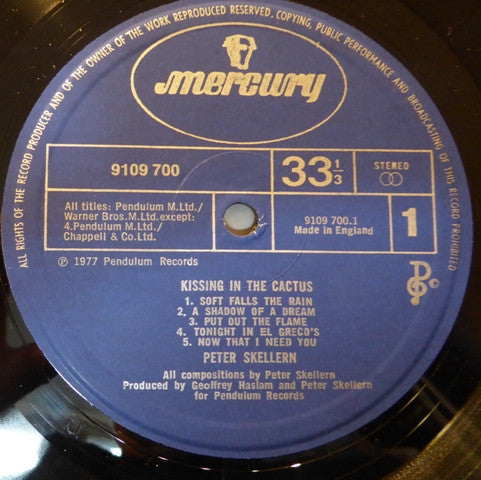 ALL RIGHTS OF THE RECORD PRODUCER AND OF THE OWNER OF THE WORK REPRODUCED RESERVED. COPYING, PUBLIC PERFORMANCE AND BROADCASTING OF THIS RECORD PROHIBITED
mercury
9109 700
33 1/3
STEREO
All titles: Pendulum M.Ltd./
Warner Bros.M.Ltd.except:
4.Pendulum M.Ltd./
Chappell & Co.Ltd.
9109 700.1
Made in England
1
℗ 1977 Pendulum Records
KISSING IN THE CACTUS
1. SOFT FALLS THE RAIN
2. A SHADOW OF A DREAM
3. PUT OUT THE FLAME
4. TONIGHT IN EL GRECO'S
5. NOW THAT I NEED YOU
PETER SKELLERN
All compositions by Peter Skellern
Produced by Geoffrey Haslam and Peter Skellern
for Pendulum Records